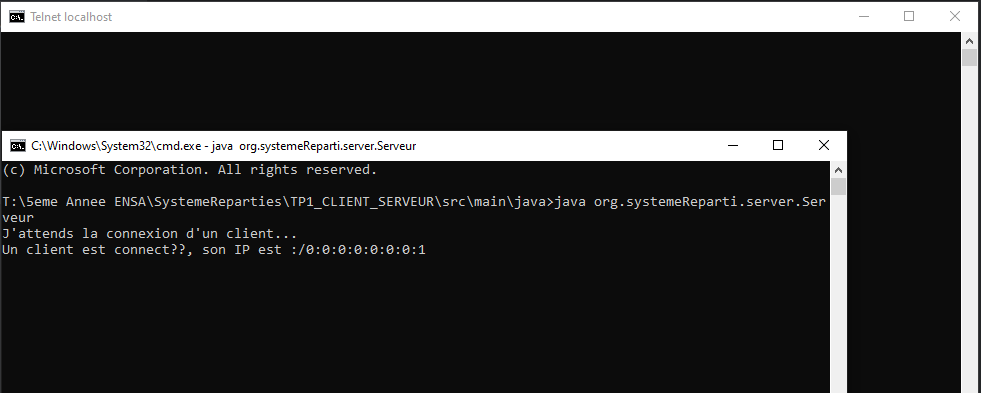 Telnet localhost
C:\Windows\System32\cmd.exe - java  org.systemeReparti.server.Serveur
(c) Microsoft Corporation. All rights reserved.
T:\5eme Annee ENSA\SystemeReparties\TP1_CLIENT_SERVEUR\src\main\java>java org.systemeReparti.server.Ser
veur
J'attends la connexion d'un client...
Un client est connect??, son IP est :/0:0:0:0:0:0:0:1